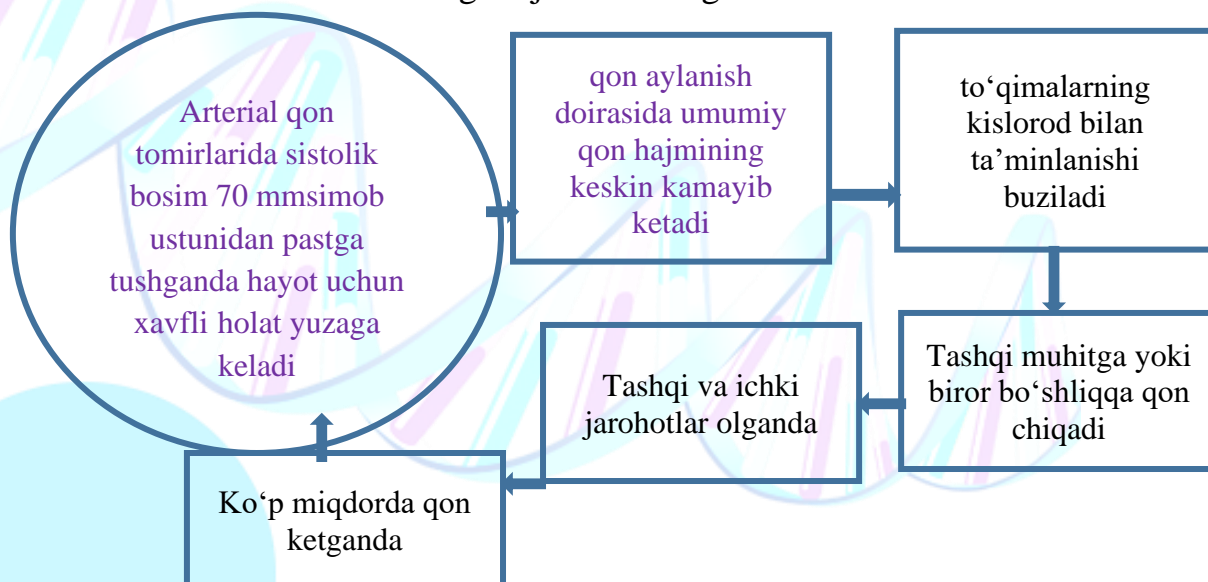 Arterial qon
tomirlarida sistolik
bosim 70 mmsimob
ustunidan pastga
tushganda hayot uchun
xavfli holat yuzaga
keladi
qon aylanish
doirasida umumiy
qon hajmining
keskin kamayib
ketadi
to‘qimalarning
kislorod bilan
ta’minlanishi
buziladi
Tashqi muhitga yoki
biror bo‘shliqqa qon
chiqadi
Tashqi va ichki
jarohotlar olganda
Ko‘p miqdorda qon
ketganda